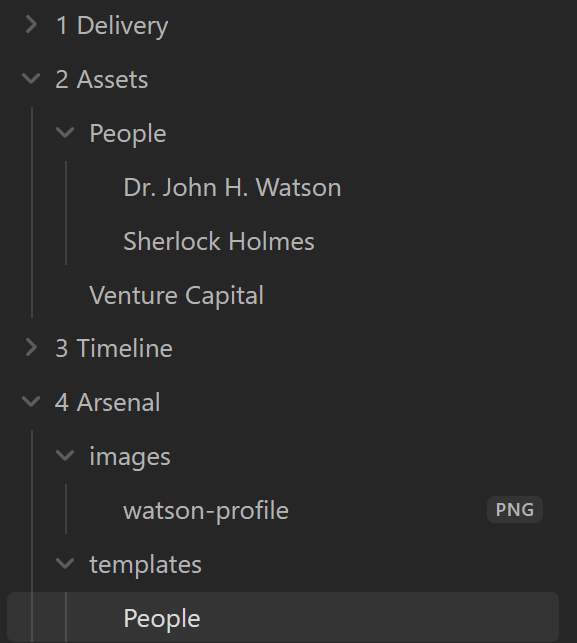 1 Delivery
2 Assets
People
Dr. John H. Watson
Sherlock Holmes
Venture Capital
3 Timeline
4 Arsenal
images
watson-profile PNG
templates
People